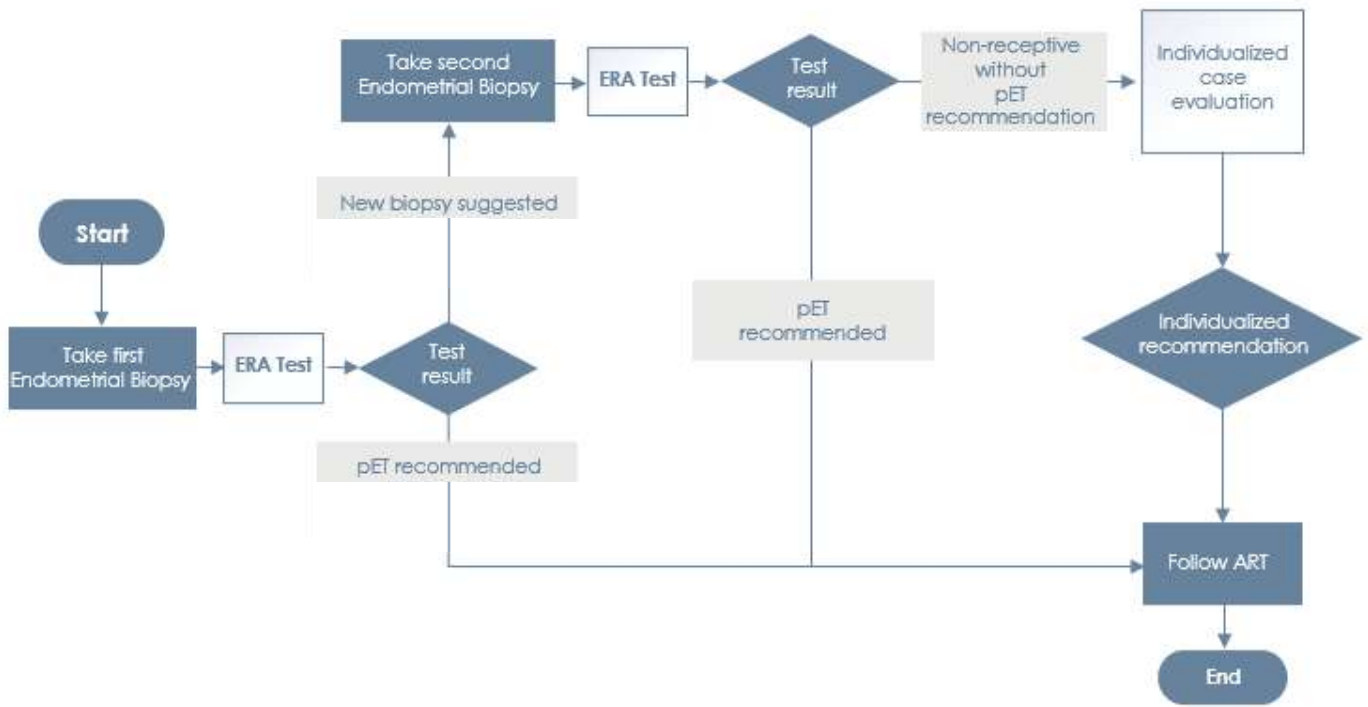 Take second
Endometrial Biopsy
ERA Test
Test
result
Non-receptive
without
pET
recommendation
Individualized
case
evaluation
New biopsy suggested
Start
pET
recommended
Individualized
recommendation
Take first
Endometrial Biopsy
ERA Test
Test
result
pET recommended
Follow ART
End